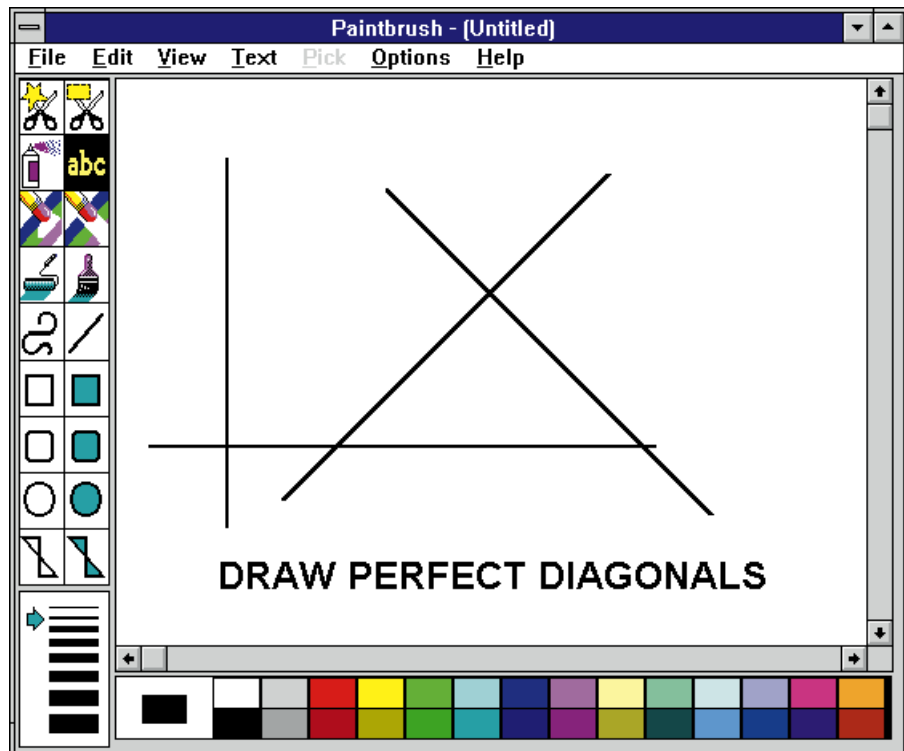 Paintbrush - (Untitled)
File Edit View Text Pick Options Help
abc
DRAW PERFECT DIAGONALS